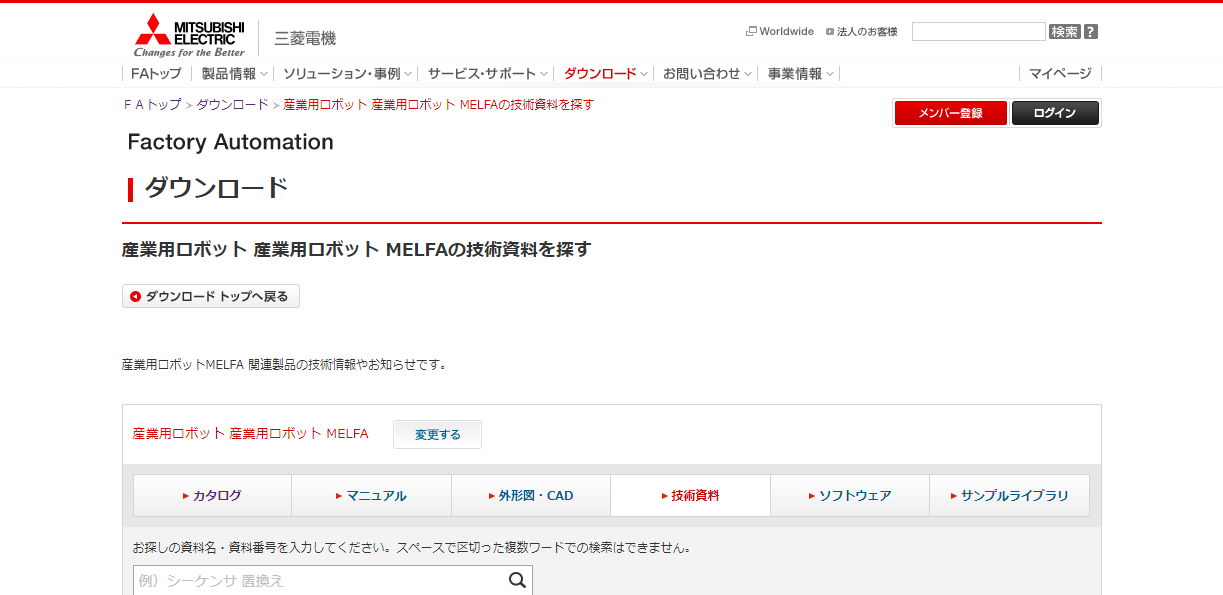 MITSUBISHI
ELECTRIC
Changes for the Better
三菱電機
Worldwide 法人のお客様 検索 ?
FAトップ 製品情報 ソリューション・事例 サービス・サポート ダウンロード お問い合わせ 事業情報 マイページ
ＦＡトップ > ダウンロード > 産業用ロボット 産業用ロボット MELFAの技術資料を探す
メンバー登録 ログイン
Factory Automation
ダウンロード
産業用ロボット 産業用ロボット MELFAの技術資料を探す
ダウンロード トップへ戻る
産業用ロボットMELFA 関連製品の技術情報やお知らせです。
産業用ロボット 産業用ロボット MELFA 変更する
カタログ マニュアル 外形図・CAD 技術資料 ソフトウェア サンプルライブラリ
お探しの資料名・資料番号を入力してください。スペースで区切った複数ワードでの検索はできません。
例）シーケンサ 置換え